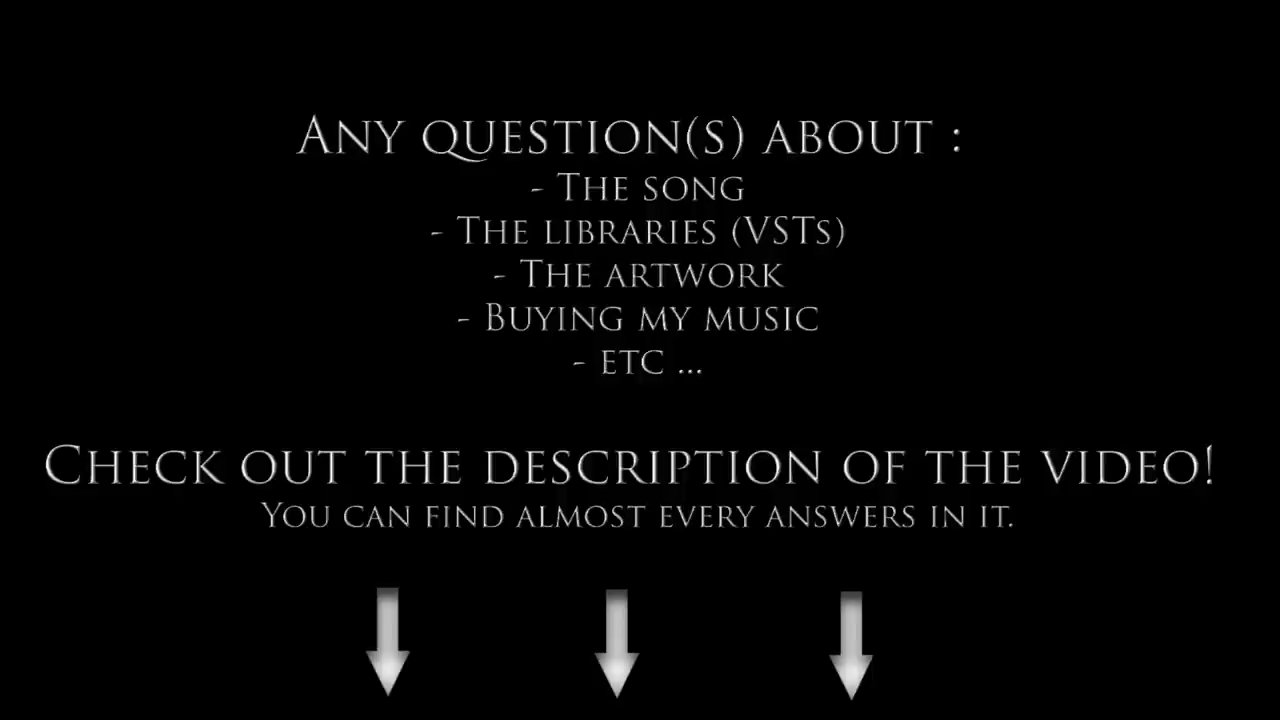 Any question(s) about :
- The song
- The libraries (VSTs)
- The artwork
- Buying my music
- etc ...
Check out the description of the video!
You can find almost every answers in it.